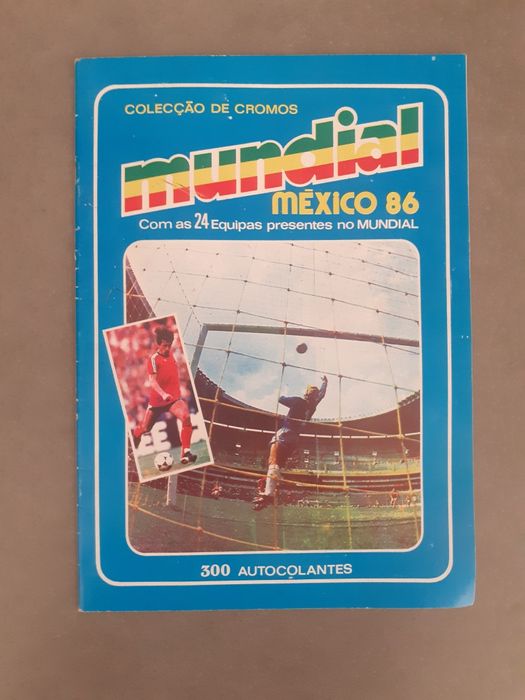 COLECÇÃO DE CROMOS
mundial
MÉXICO 86
Com as 24 Equipas presentes no MUNDIAL
300 AUTOCOLANTES